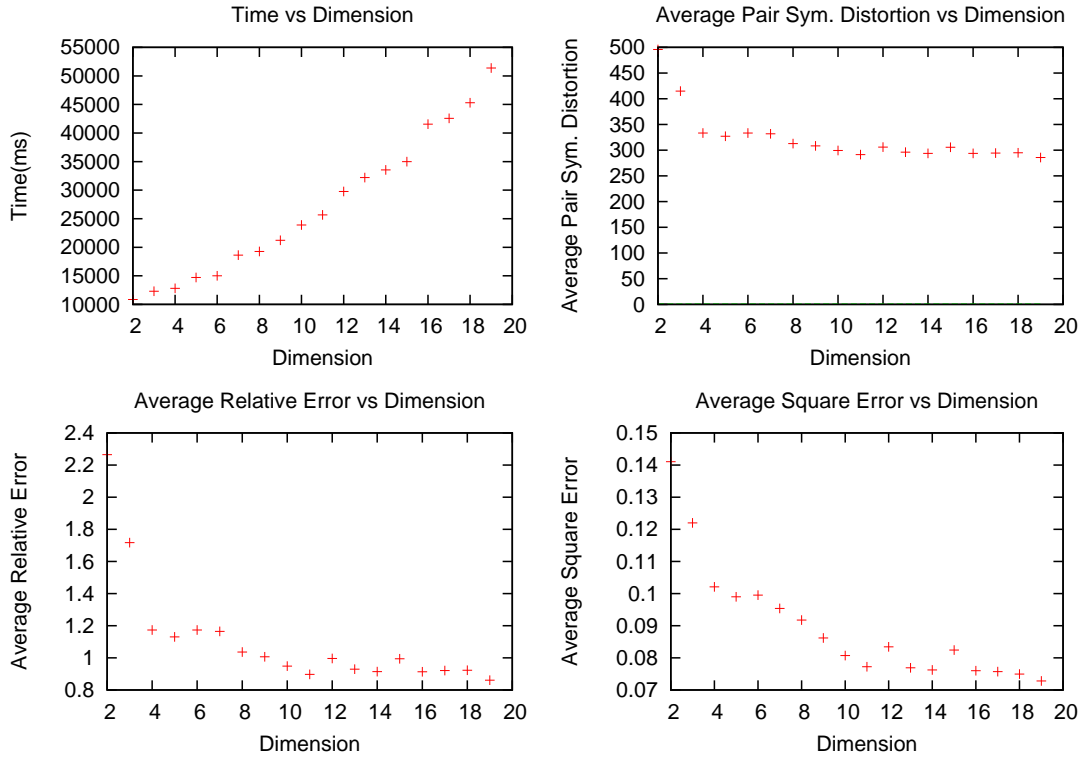 Time vs Dimension
55000
50000
45000
40000
35000
30000
25000
20000
15000
10000
Time(ms)
2 4 6 8 10 12 14 16 18 20
Dimension
Average Pair Sym. Distortion vs Dimension
500
450
400
350
300
250
200
150
100
50
0
Average Pair Sym. Distortion
2 4 6 8 10 12 14 16 18 20
Dimension
Average Relative Error vs Dimension
2.4
2.2
2
1.8
1.6
1.4
1.2
1
0.8
Average Relative Error
2 4 6 8 10 12 14 16 18 20
Dimension
Average Square Error vs Dimension
0.15
0.14
0.13
0.12
0.11
0.1
0.09
0.08
0.07
Average Square Error
2 4 6 8 10 12 14 16 18 20
Dimension